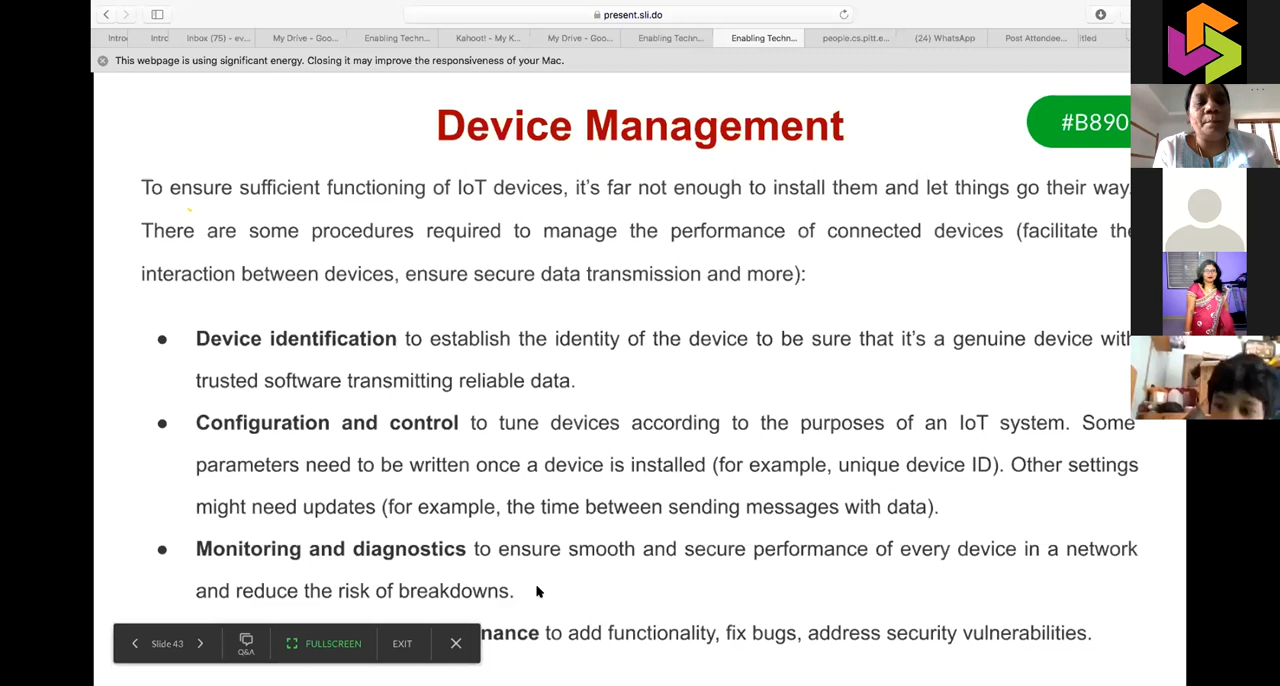 present.sli.do
Introd
Intro
Inbox (75) - ev...
My Drive - Goo...
Enabling Techn...
Kahoot! - My K...
My Drive - Goo...
Enabling Techn...
Enabling Techn...
people.cs.pitt.e...
(24) WhatsApp
Post Attendee...
itled
This webpage is using significant energy. Closing it may improve the responsiveness of your Mac.
Device Management
#B890
To ensure sufficient functioning of IoT devices, it's far not enough to install them and let things go their way.
There are some procedures required to manage the performance of connected devices (facilitate the
interaction between devices, ensure secure data transmission and more):
● Device identification to establish the identity of the device to be sure that it's a genuine device with
trusted software transmitting reliable data.
● Configuration and control to tune devices according to the purposes of an IoT system. Some
parameters need to be written once a device is installed (for example, unique device ID). Other settings
might need updates (for example, the time between sending messages with data).
● Monitoring and diagnostics to ensure smooth and secure performance of every device in a network
and reduce the risk of breakdowns.
nance to add functionality, fix bugs, address security vulnerabilities.
Slide 43
Q&A
FULLSCREEN
EXIT